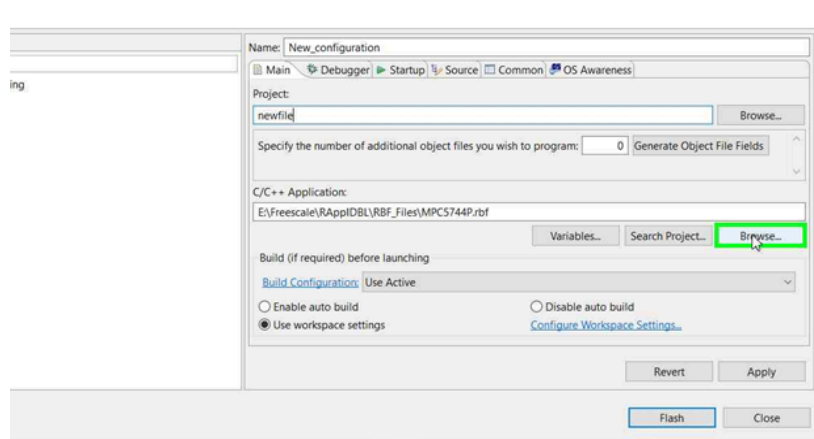 Name: New_configuration
Main Debugger Startup Source Common OS Awareness
ing
Project:
newfile
Browse...
Specify the number of additional object files you wish to program: 0 Generate Object File Fields
C/C++ Application:
E:\Freescale\RAppIDBL\RBF_Files\MPC5744P.rbf
Variables... Search Project... Browse...
Build (if required) before launching
Build Configuration: Use Active
Enable auto build Disable auto build
Use workspace settings Configure Workspace Settings...
Revert Apply
Flash Close